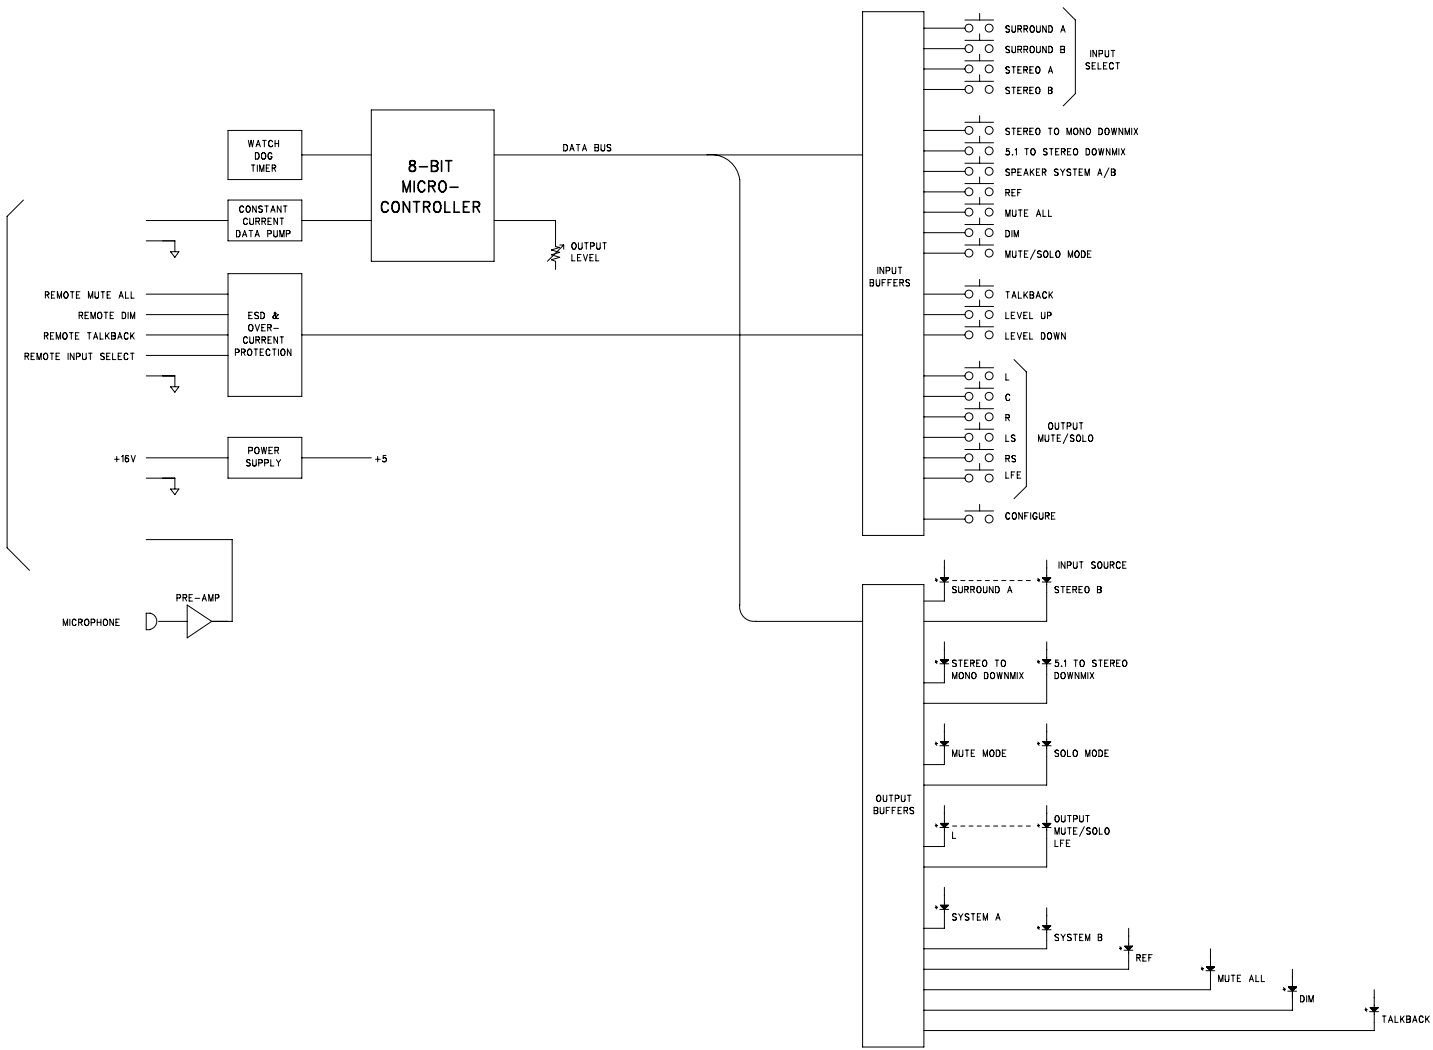 SURROUND A
SURROUND B
STEREO A
STEREO B
INPUT
SELECT
STEREO TO MONO DOWNMIX
5.1 TO STEREO DOWNMIX
SPEAKER SYSTEM A/B
REF
MUTE ALL
DIM
MUTE/SOLO MODE
WATCH
DOG
TIMER
8-BIT
MICRO-
CONTROLLER
DATA BUS
CONSTANT
CURRENT
DATA PUMP
OUTPUT
LEVEL
INPUT
BUFFERS
REMOTE MUTE ALL
REMOTE DIM
REMOTE TALKBACK
REMOTE INPUT SELECT
ESD &
OVER-
CURRENT
PROTECTION
TALKBACK
LEVEL UP
LEVEL DOWN
L
C
R
LS
RS
LFE
OUTPUT
MUTE/SOLO
CONFIGURE
+16V
POWER
SUPPLY
+5
PRE-AMP
MICROPHONE
INPUT SOURCE
SURROUND A
STEREO B
STEREO TO
MONO DOWNMIX
5.1 TO STEREO
DOWNMIX
MUTE MODE
SOLO MODE
OUTPUT
BUFFERS
L
OUTPUT
MUTE/SOLO
LFE
SYSTEM A
SYSTEM B
REF
MUTE ALL
DIM
TALKBACK